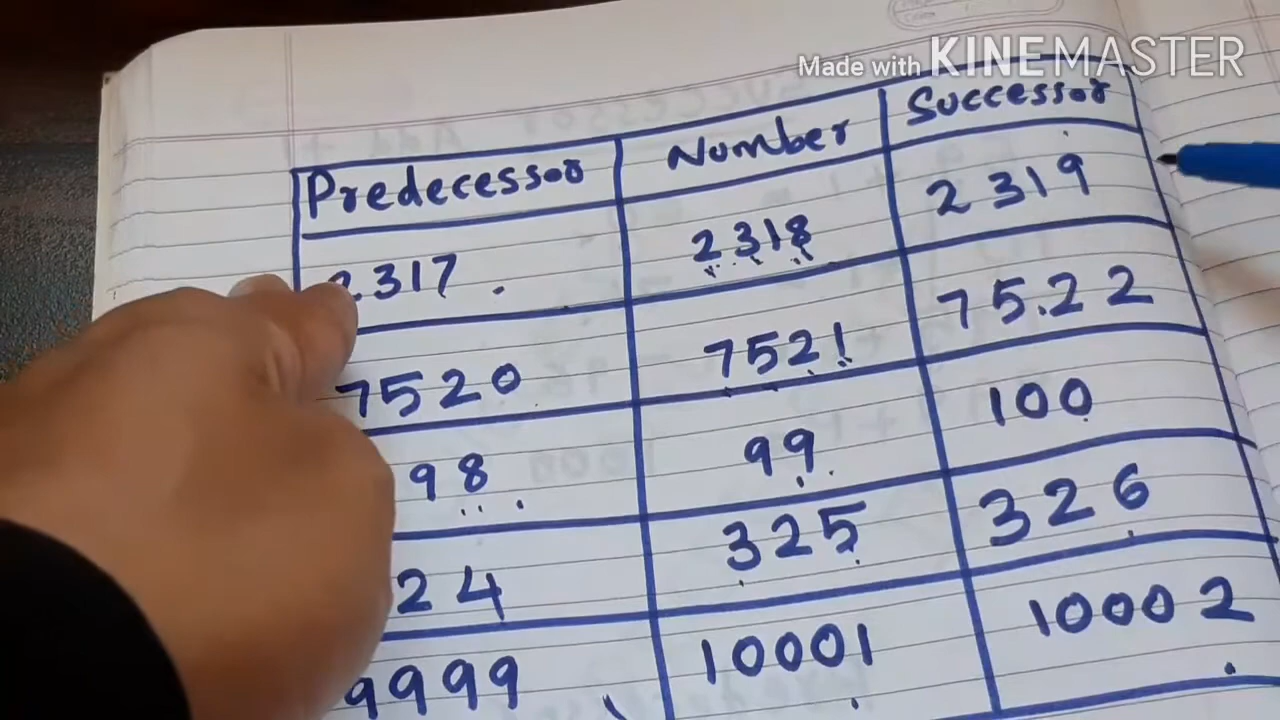 Made with KINEMASTER
Predecessor Number Successor
2317 2318 2319
7520 7521 7522
98 99 100
24 325 326
9999 10001 10002